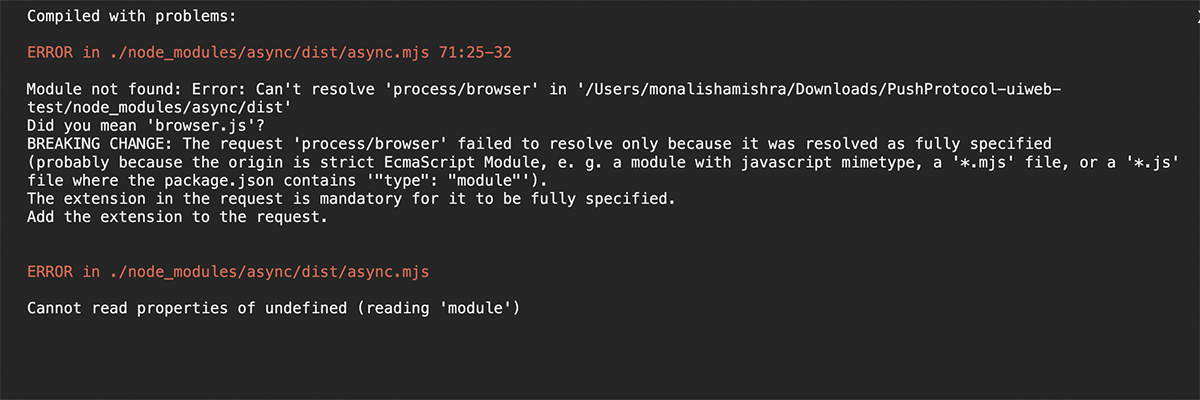 Compiled with problems:
ERROR in ./node_modules/async/dist/async.mjs 71:25-32
Module not found: Error: Can't resolve 'process/browser' in '/Users/monalishamishra/Downloads/PushProtocol-uiweb-
test/node_modules/async/dist'
Did you mean 'browser.js'?
BREAKING CHANGE: The request 'process/browser' failed to resolve only because it was resolved as fully specified
(probably because the origin is strict EcmaScript Module, e. g. a module with javascript mimetype, a '*.mjs' file, or a '*.js'
file where the package.json contains '"type": "module"').
The extension in the request is mandatory for it to be fully specified.
Add the extension to the request.
ERROR in ./node_modules/async/dist/async.mjs
Cannot read properties of undefined (reading 'module')